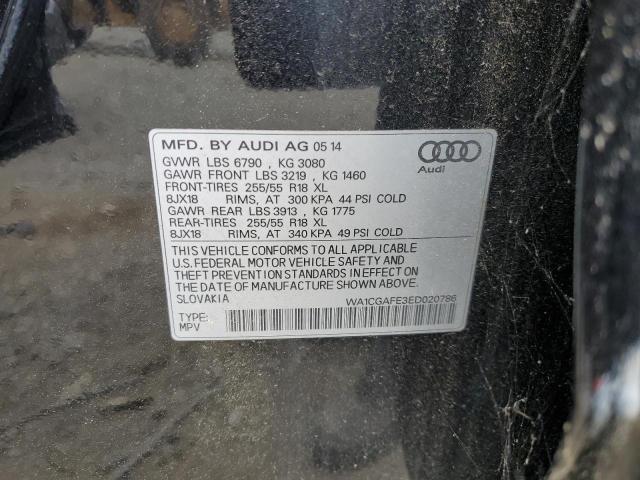 MFD. BY AUDI AG 05 14
GVWR LBS 6790 , KG 3080
GAWR FRONT LBS 3219 , KG 1460
FRONT-TIRES 255/55 R18 XL
8JX18 RIMS, AT 300 KPA 44 PSI COLD
GAWR REAR LBS 3913 , KG 1775
REAR-TIRES 255/55 R18 XL
8JX18 RIMS, AT 340 KPA 49 PSI COLD
THIS VEHICLE CONFORMS TO ALL APPLICABLE
U.S. FEDERAL MOTOR VEHICLE SAFETY AND
THEFT PREVENTION STANDARDS IN EFFECT ON
THE DATE OF MANUFACTURE SHOWN ABOVE.
SLOVAKIA
WA1CGAFE3ED020786
TYPE:
MPV
Audi